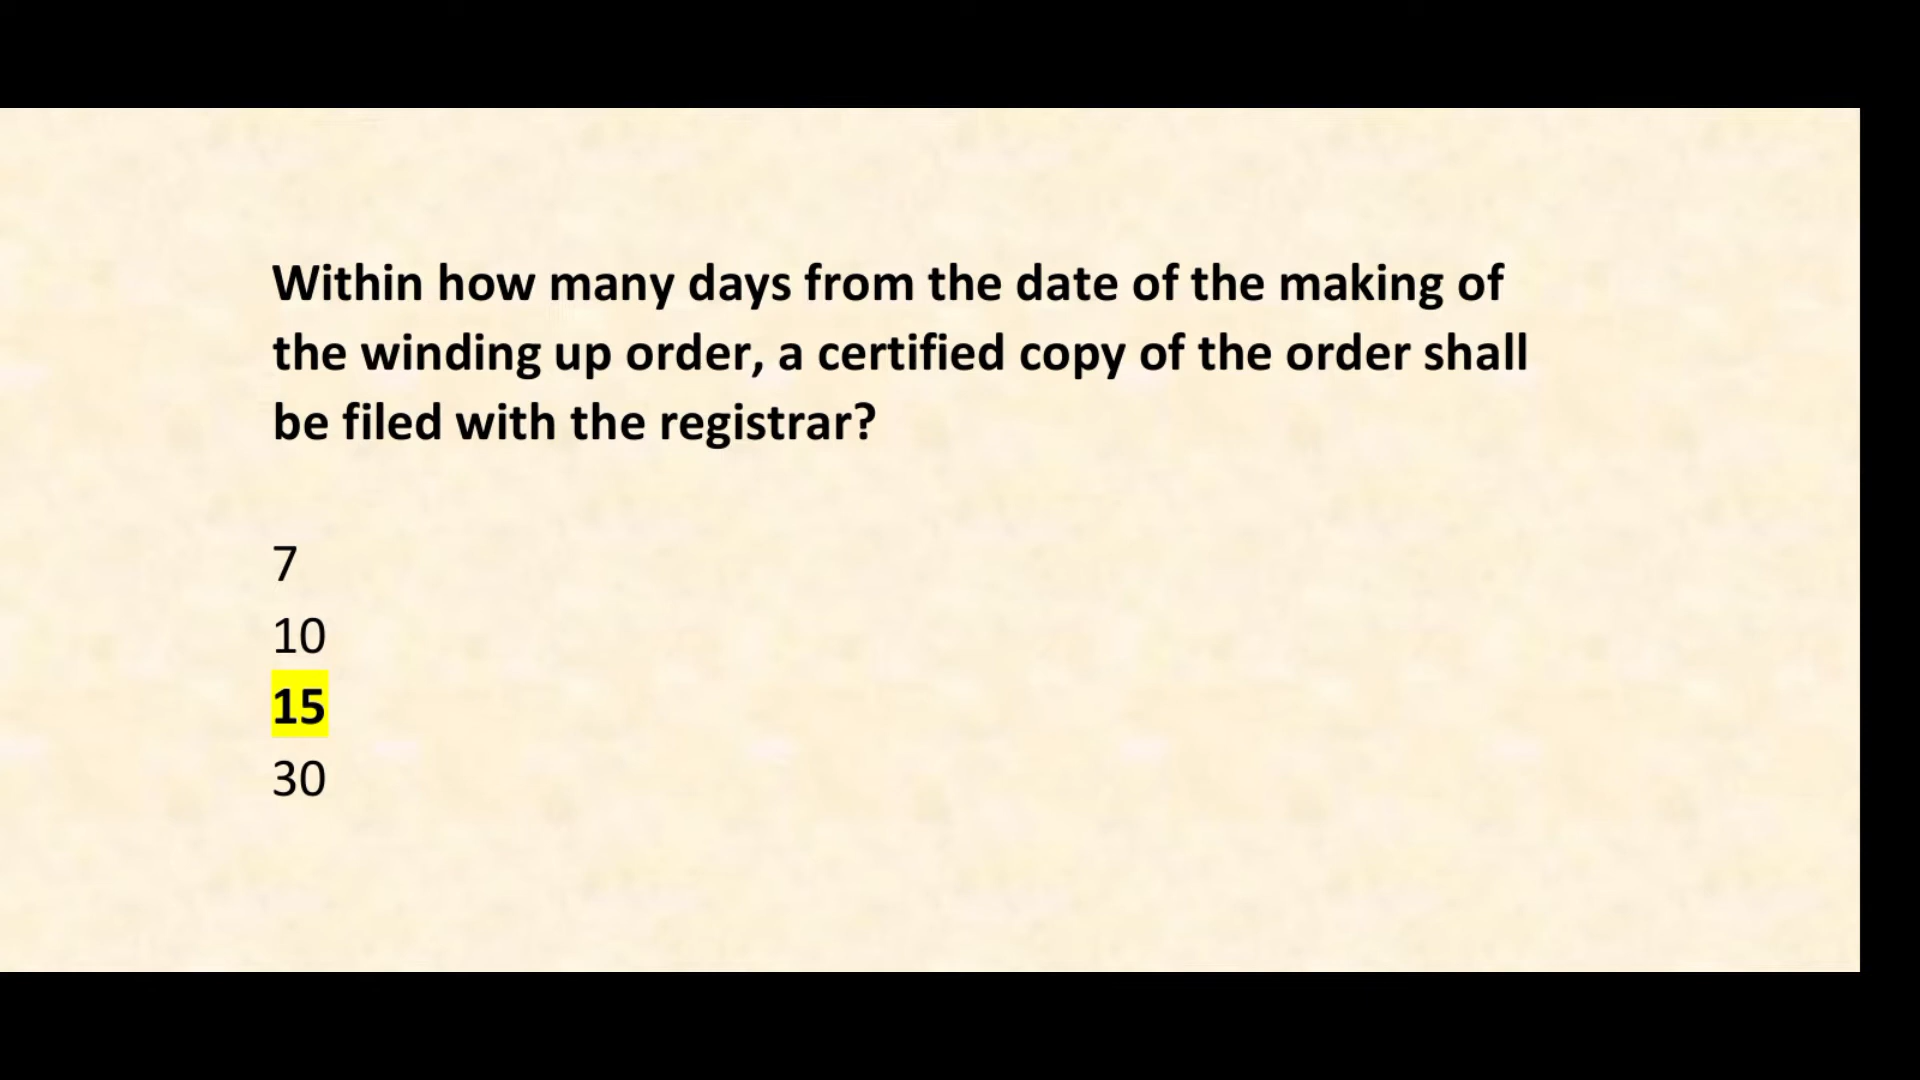 Within how many days from the date of the making of
the winding up order, a certified copy of the order shall
be filed with the registrar?
7
10
15
30